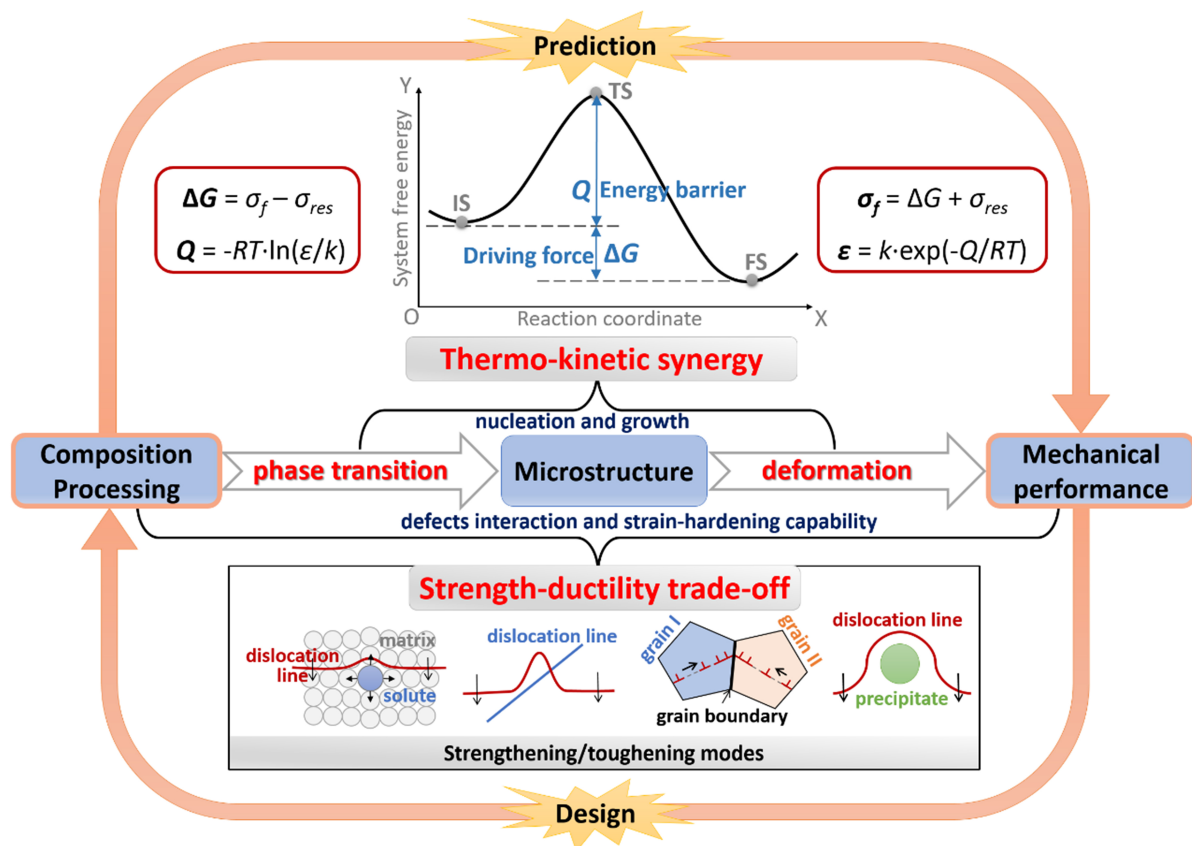 Prediction
Y
TS
System free energy
Q Energy barrier
IS
Driving force ΔG
FS
O
Reaction coordinate
X
ΔG = σf − σres
Q = -RT·ln(ε/k)
σf = ΔG + σres
ε = k·exp(-Q/RT)
Thermo-kinetic synergy
nucleation and growth
Composition
Processing
phase transition
Microstructure
deformation
Mechanical
performance
defects interaction and strain-hardening capability
Strength-ductility trade-off
matrix
dislocation
line
solute
dislocation line
grain I
grain II
grain boundary
dislocation line
precipitate
Strengthening/toughening modes
Design